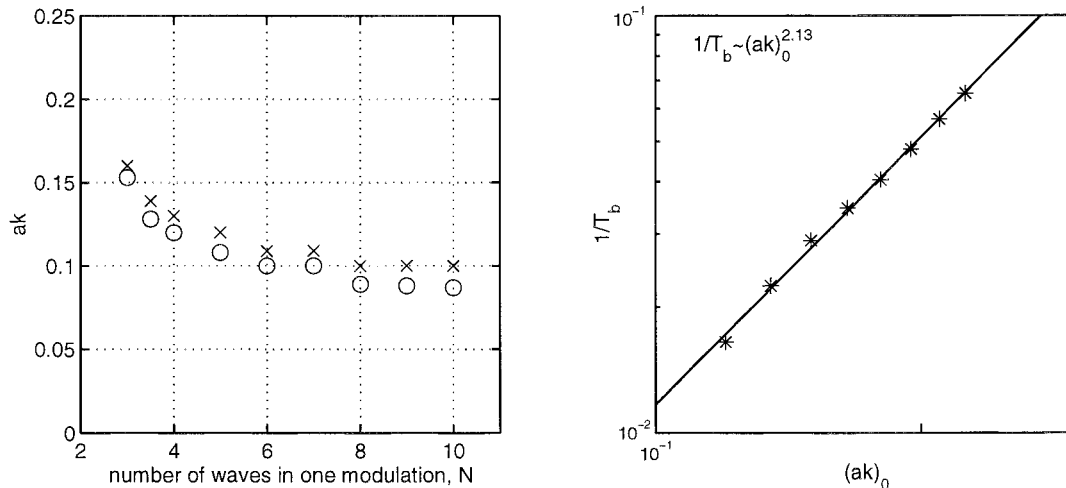 0.25
0.2
0.15
0.1
0.05
0
ak
2
4
6
8
10
number of waves in one modulation, N
10^-1
10^-2
1/T_b
1/T_b~(ak)_0^2.13
10^-1
(ak)_0